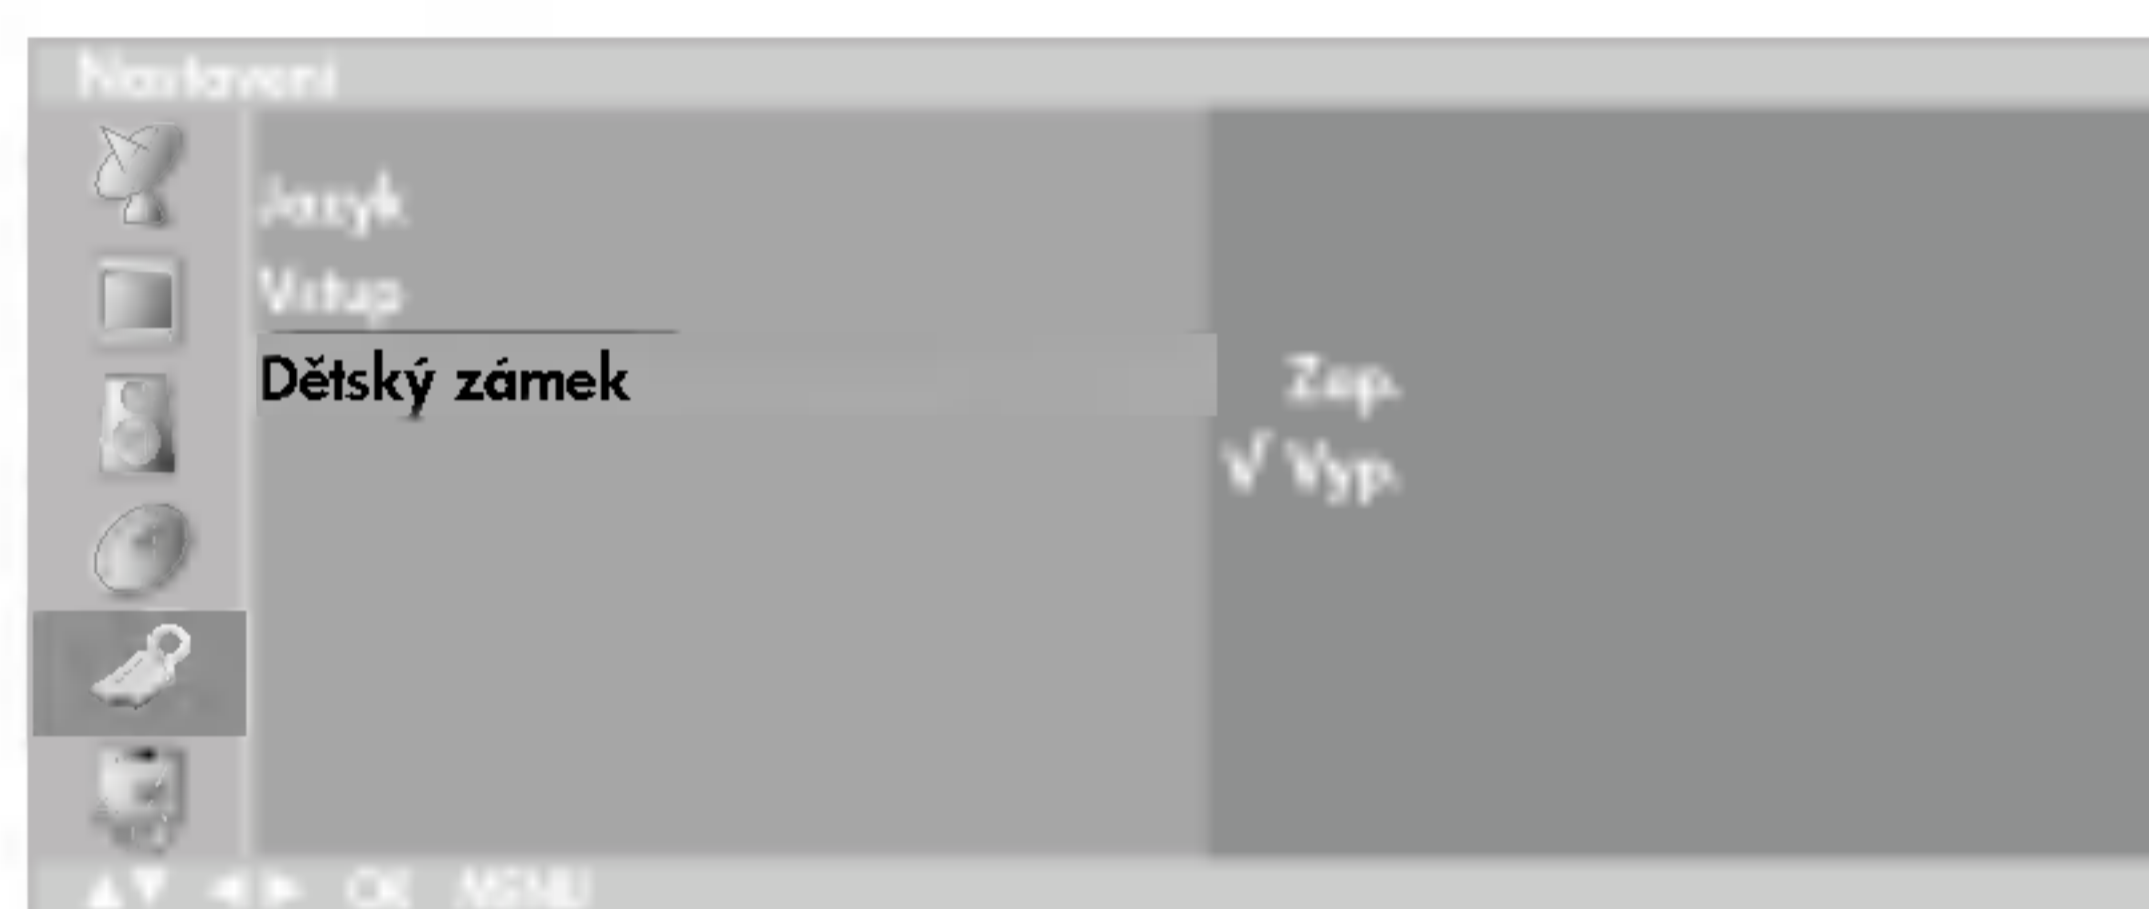 Nastavení
Jazyk
Vstup
Dětský zámek
Zap.
√ Vyp.
▲▼ ◀▶ OK MENU